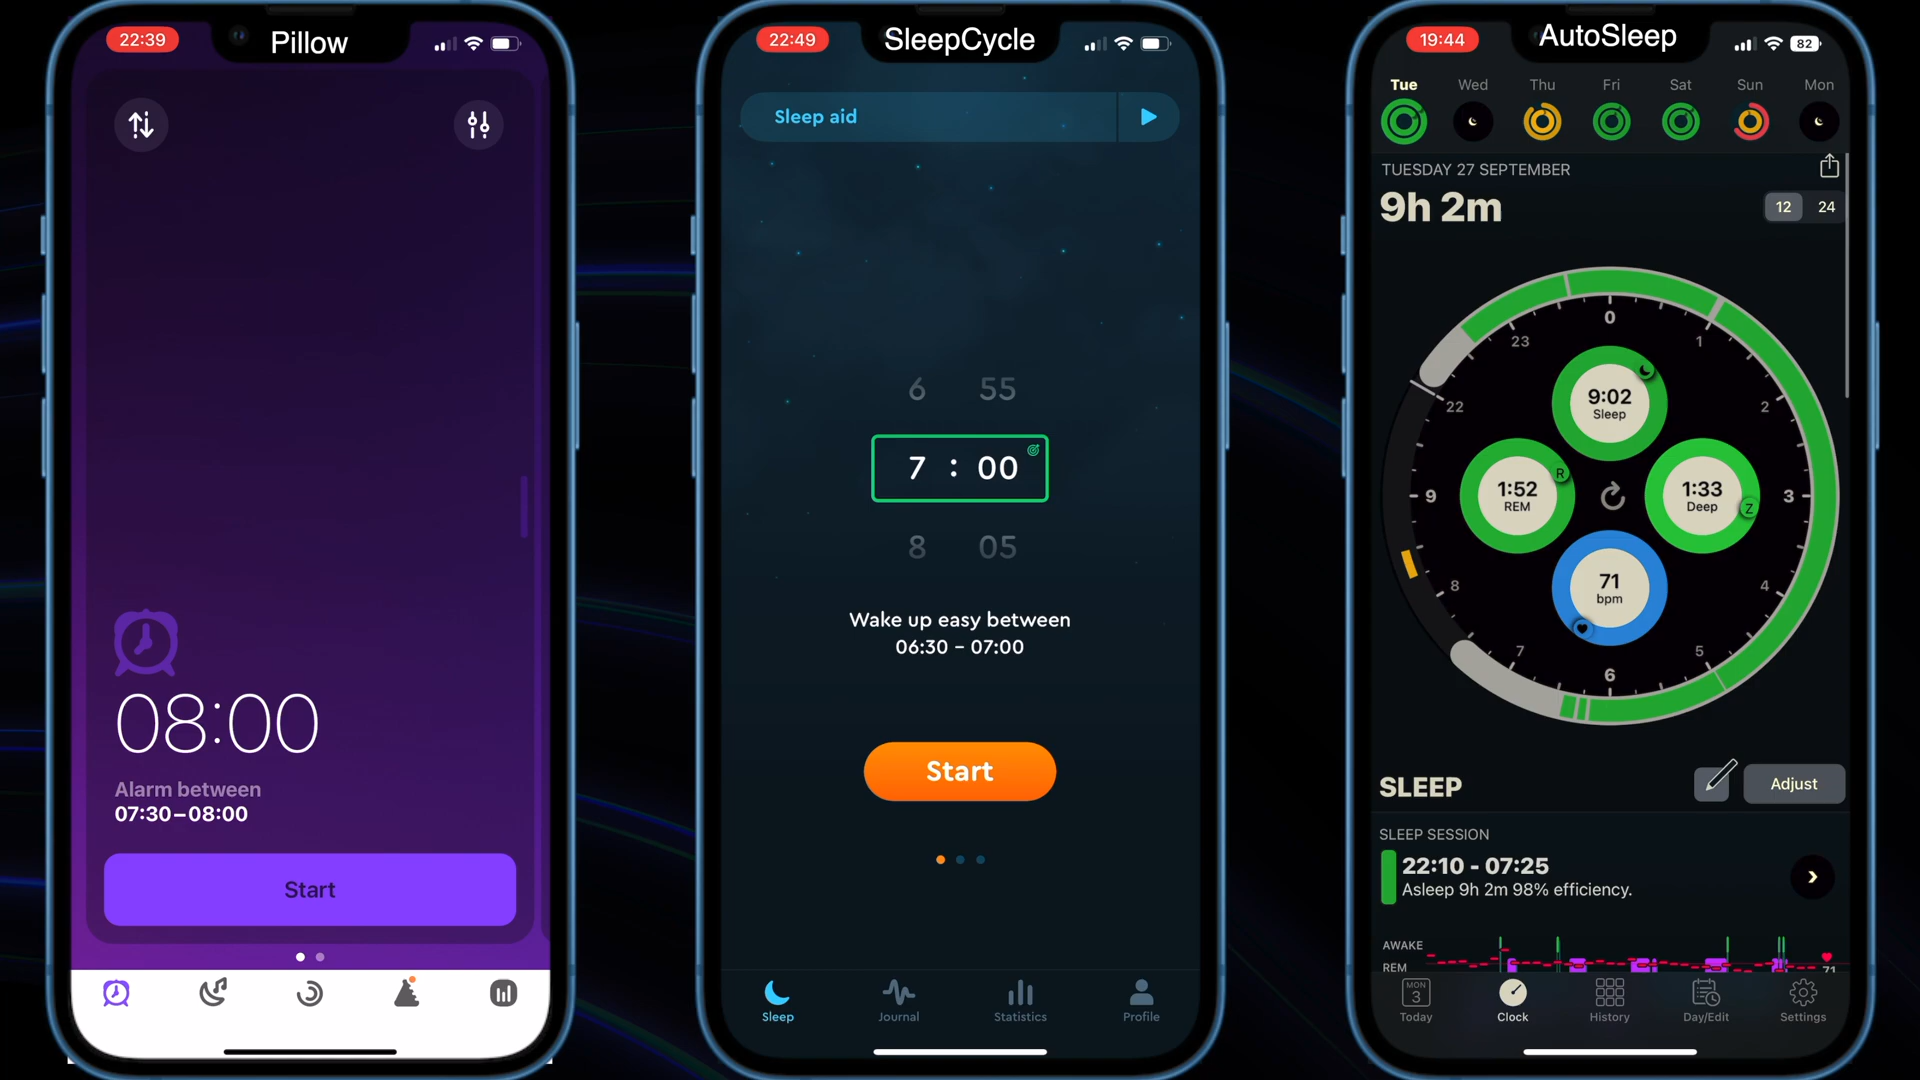 22:39
Pillow
08:00
Alarm between
07:30–08:00
Start
22:49
SleepCycle
Sleep aid
6 55
7 : 00
8 05
Wake up easy between
06:30 – 07:00
Start
Sleep Journal Statistics Profile
19:44
AutoSleep
82
Tue Wed Thu Fri Sat Sun Mon
TUESDAY 27 SEPTEMBER
9h 2m
12 24
0
23 1
22 2
9:02
Sleep
1:52
REM
R
1:33
Deep
Z
9 3
71
bpm
8 4
7 5
6
SLEEP
Adjust
SLEEP SESSION
22:10 - 07:25
Asleep 9h 2m 98% efficiency.
AWAKE
REM
71
MON
3
Today Clock History Day/Edit Settings